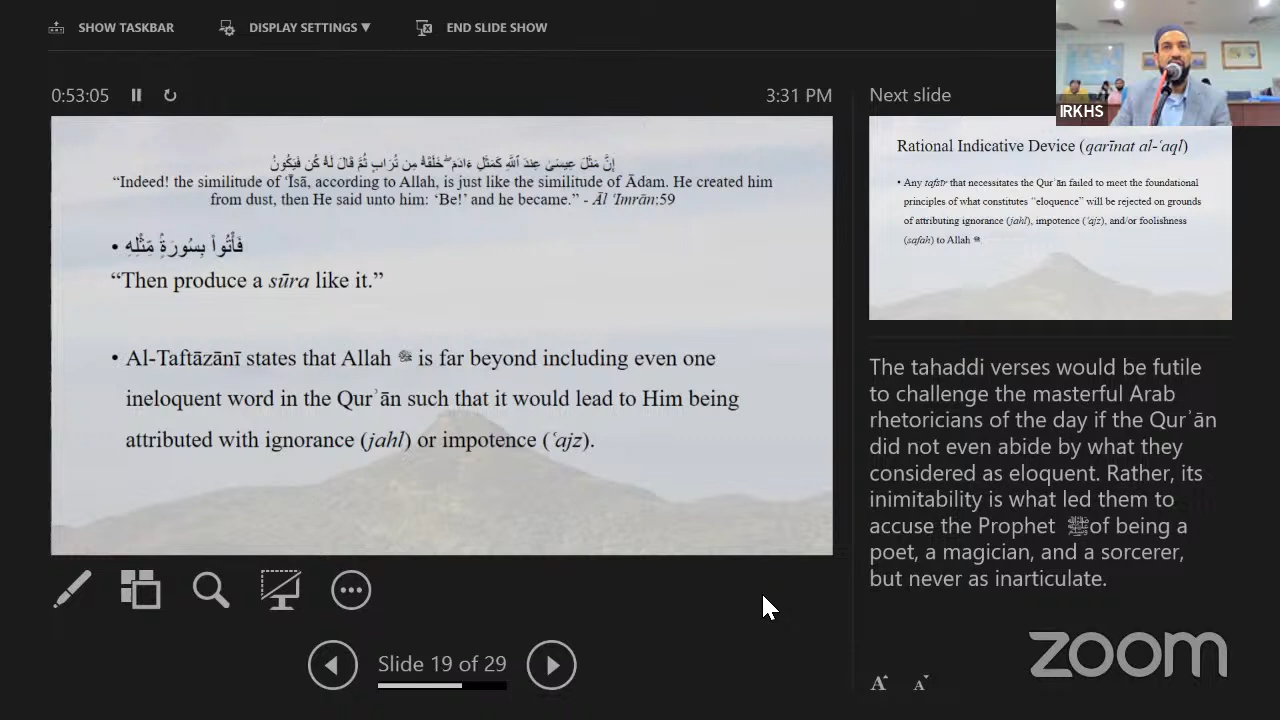 SHOW TASKBAR
DISPLAY SETTINGS ▼
END SLIDE SHOW
0:53:05
3:31 PM
Next slide
IRKHS
إِنَّ مَثَلَ عِيسَىٰ عِندَ ٱللَّهِ كَمَثَلِ ءَادَمَ ۖ خَلَقَهُۥ مِن تُرَابٍ ثُمَّ قَالَ لَهُۥ كُن فَيَكُونُ
“Indeed! the similitude of ʿĪsā, according to Allah, is just like the similitude of Ādam. He created him
from dust, then He said unto him: ‘Be!’ and he became.” - Āl ʿImrān:59
• فَأْتُوا۟ بِسُورَةٍۢ مِّثْلِهِ
“Then produce a sūra like it.”
• Al-Taftāzānī states that Allah ﷻ is far beyond including even one
ineloquent word in the Qurʾān such that it would lead to Him being
attributed with ignorance (jahl) or impotence (ʿajz).
Rational Indicative Device (qarīnat al-ʿaql)
• Any tafsīr that necessitates the Qurʾān failed to meet the foundational
principles of what constitutes “eloquence” will be rejected on grounds
of attributing ignorance (jahl), impotence (ʿajz), and/or foolishness
(safah) to Allah ﷻ.
The tahaddi verses would be futile
to challenge the masterful Arab
rhetoricians of the day if the Qurʾān
did not even abide by what they
considered as eloquent. Rather, its
inimitability is what led them to
accuse the Prophet ﷺof being a
poet, a magician, and a sorcerer,
but never as inarticulate.
Slide 19 of 29
A A
zoom